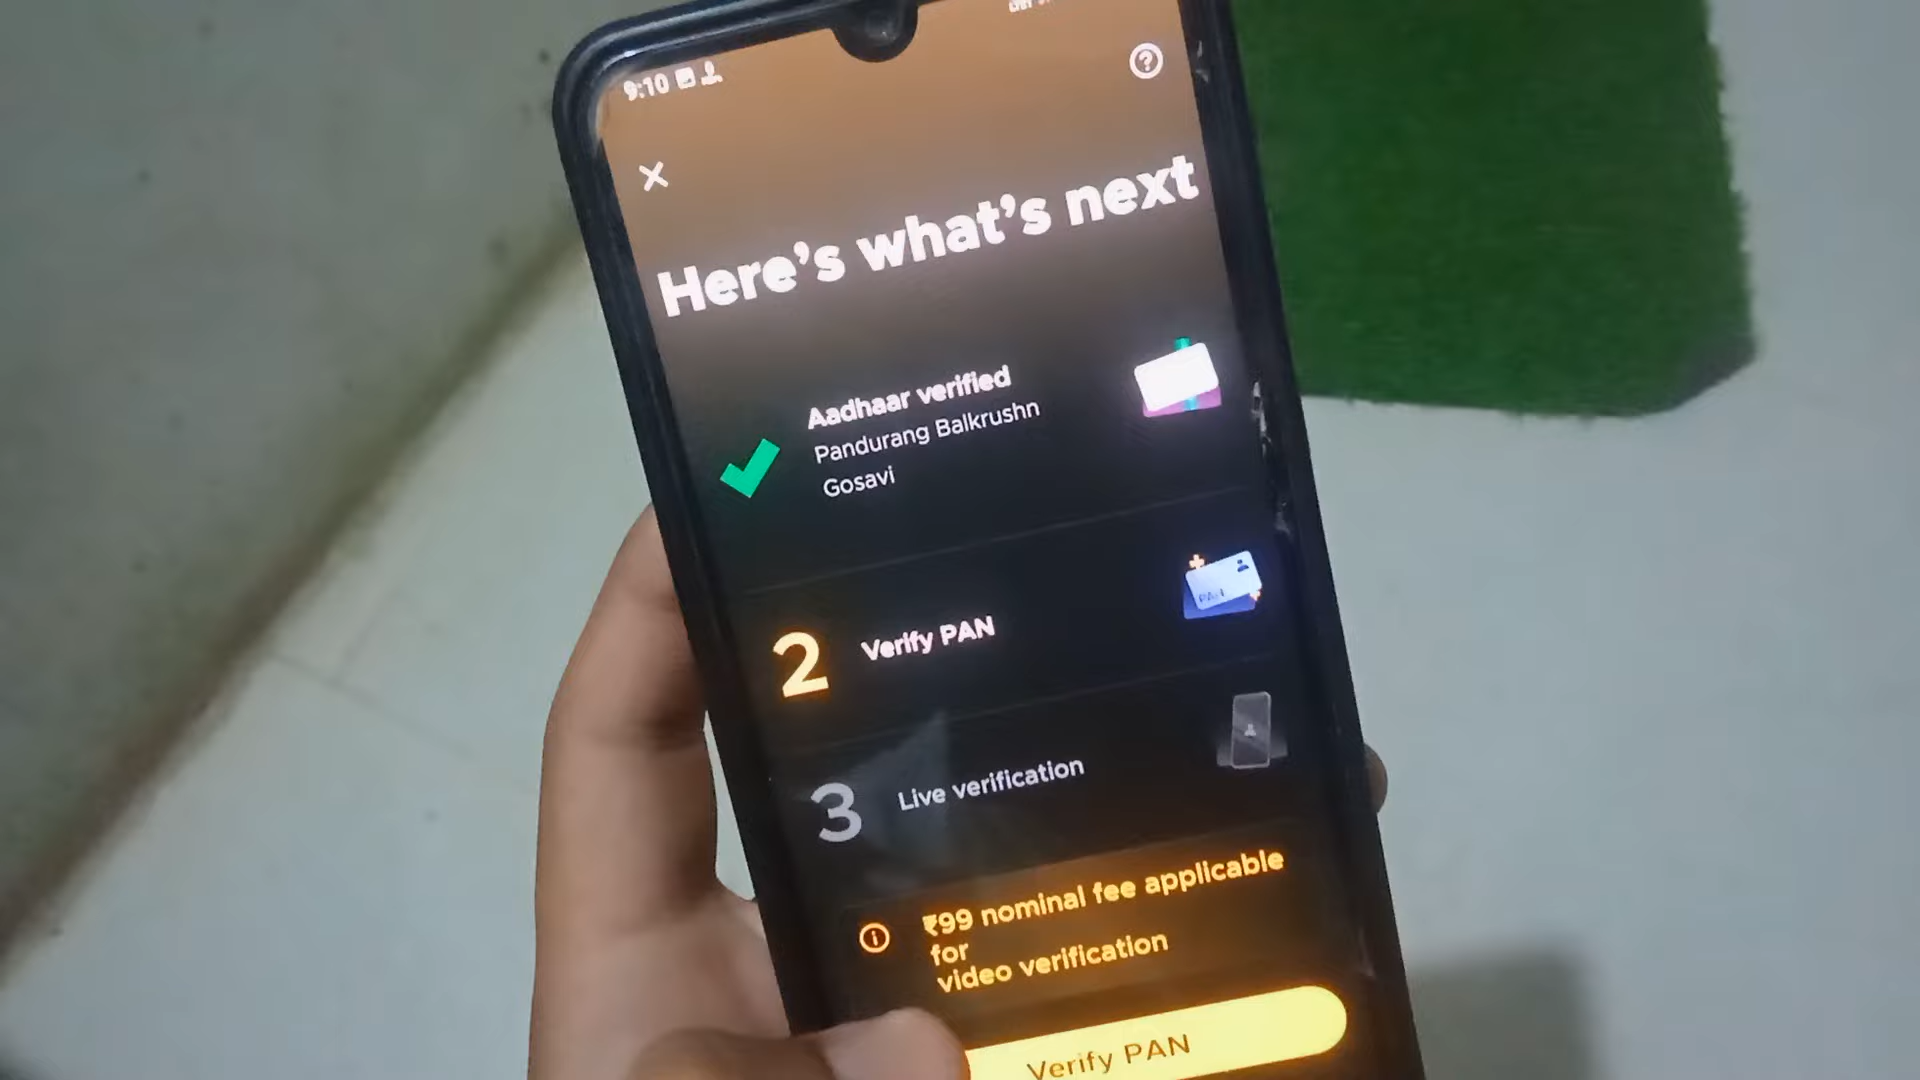 9:10
Here's what's next
Aadhaar verified
Pandurang Balkrushn
Gosavi
2 Verify PAN
PAN
3 Live verification
₹99 nominal fee applicable
for
video verification
Verify PAN